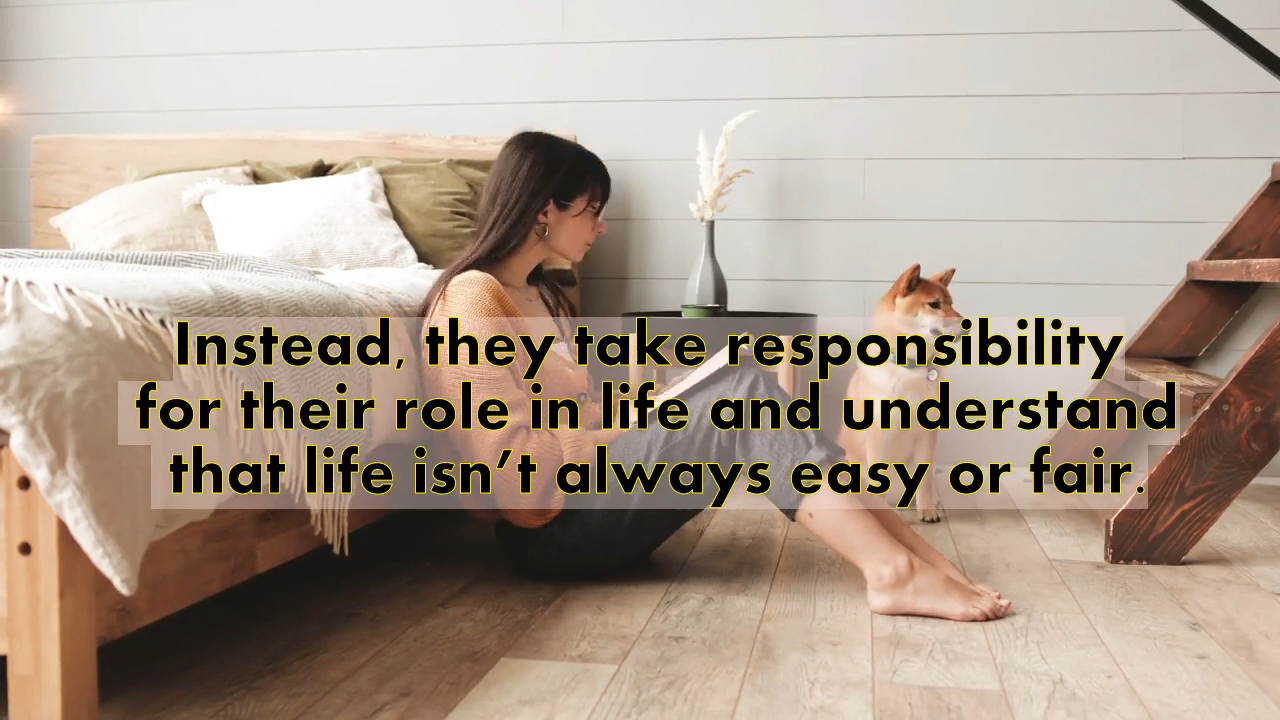 Instead, they take responsibility
for their role in life and understand
that life isn’t always easy or fair.